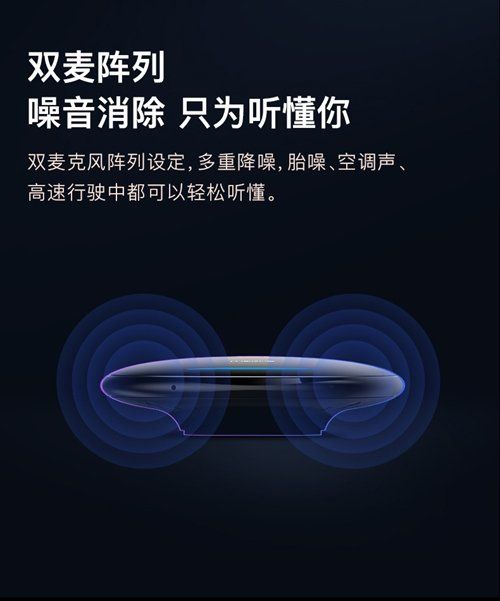 双麦阵列
噪音消除 只为听懂你
双麦克风阵列设定,多重降噪,胎噪、空调声、
高速行驶中都可以轻松听懂。